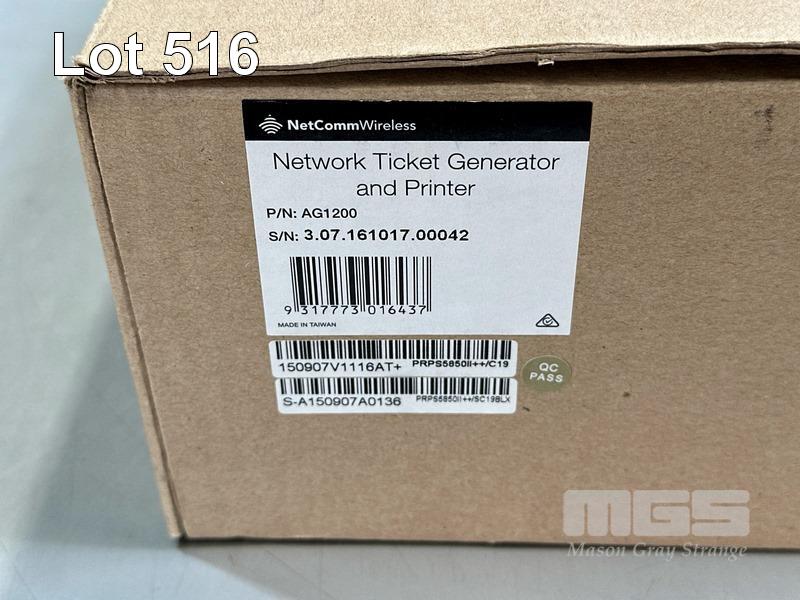 Lot 516
NetCommWireless
Network Ticket Generator
and Printer
P/N: AG1200
S/N: 3.07.161017.00042
9 317773 016437
MADE IN TAIWAN
150907V1116AT+ PRPS5850II++/C19
S-A150907A0136 PRPS5850II++/SC19BLX
QC
PASS
MGS
Mason Gray Strange